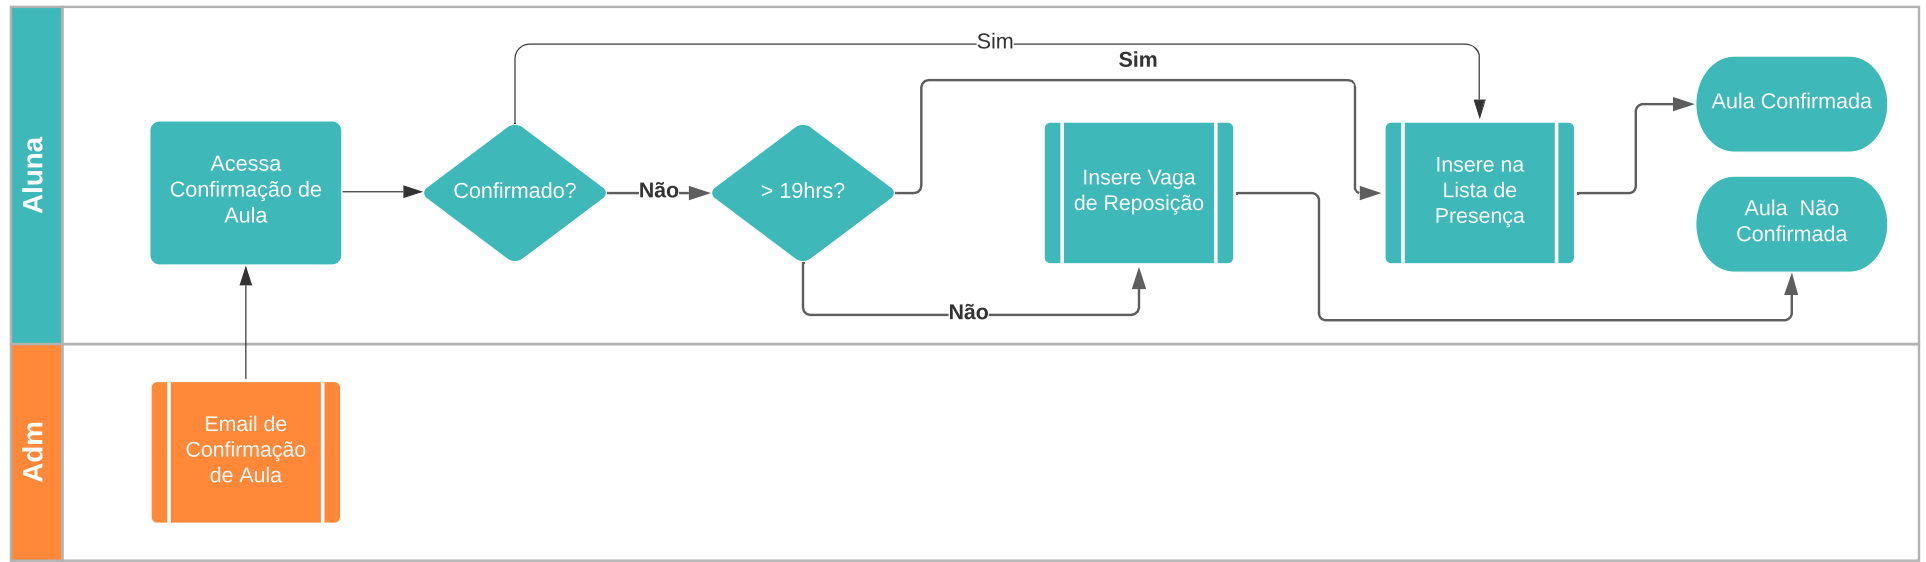 Aluna
Sim
Sim
Acessa
Confirmação de
Aula
Confirmado?
Não
> 19hrs?
Não
Insere Vaga
de Reposição
Insere na
Lista de
Presença
Aula Confirmada
Aula  Não
Confirmada
Adm
Email de
Confirmação
de Aula